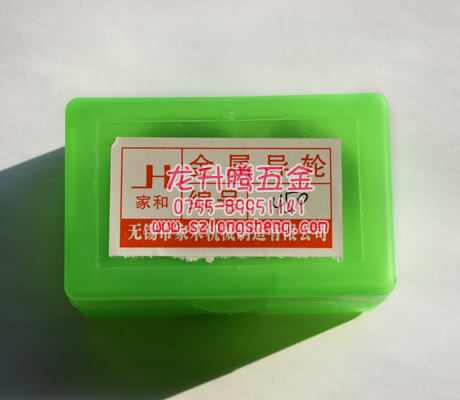 JH 金属导轮
龙升腾五金
家和 编号 450
0755-89951141
www.szlongsheng.com
无锡市家和机械制造有限公司